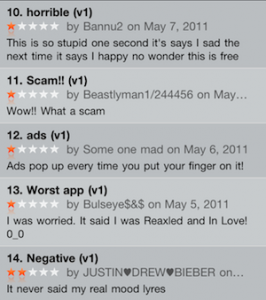 10. horrible (v1)
by Bannu2 on May 7, 2011
This is so stupid one second it's says I sad the
next time it says I happy no wonder this is free
11. Scam!! (v1)
by Beastlyman1/244456 on May...
Wow!! What a scam
12. ads (v1)
by Some one mad on May 6, 2011
Ads pop up every time you put your finger on it!
13. Worst app (v1)
by Bulseye$&$ on May 5, 2011
I was worried. It said I was Reaxled and In Love!
0_0
14. Negative (v1)
by JUSTIN♥DREW♥BIEBER on...
It never said my real mood lyres